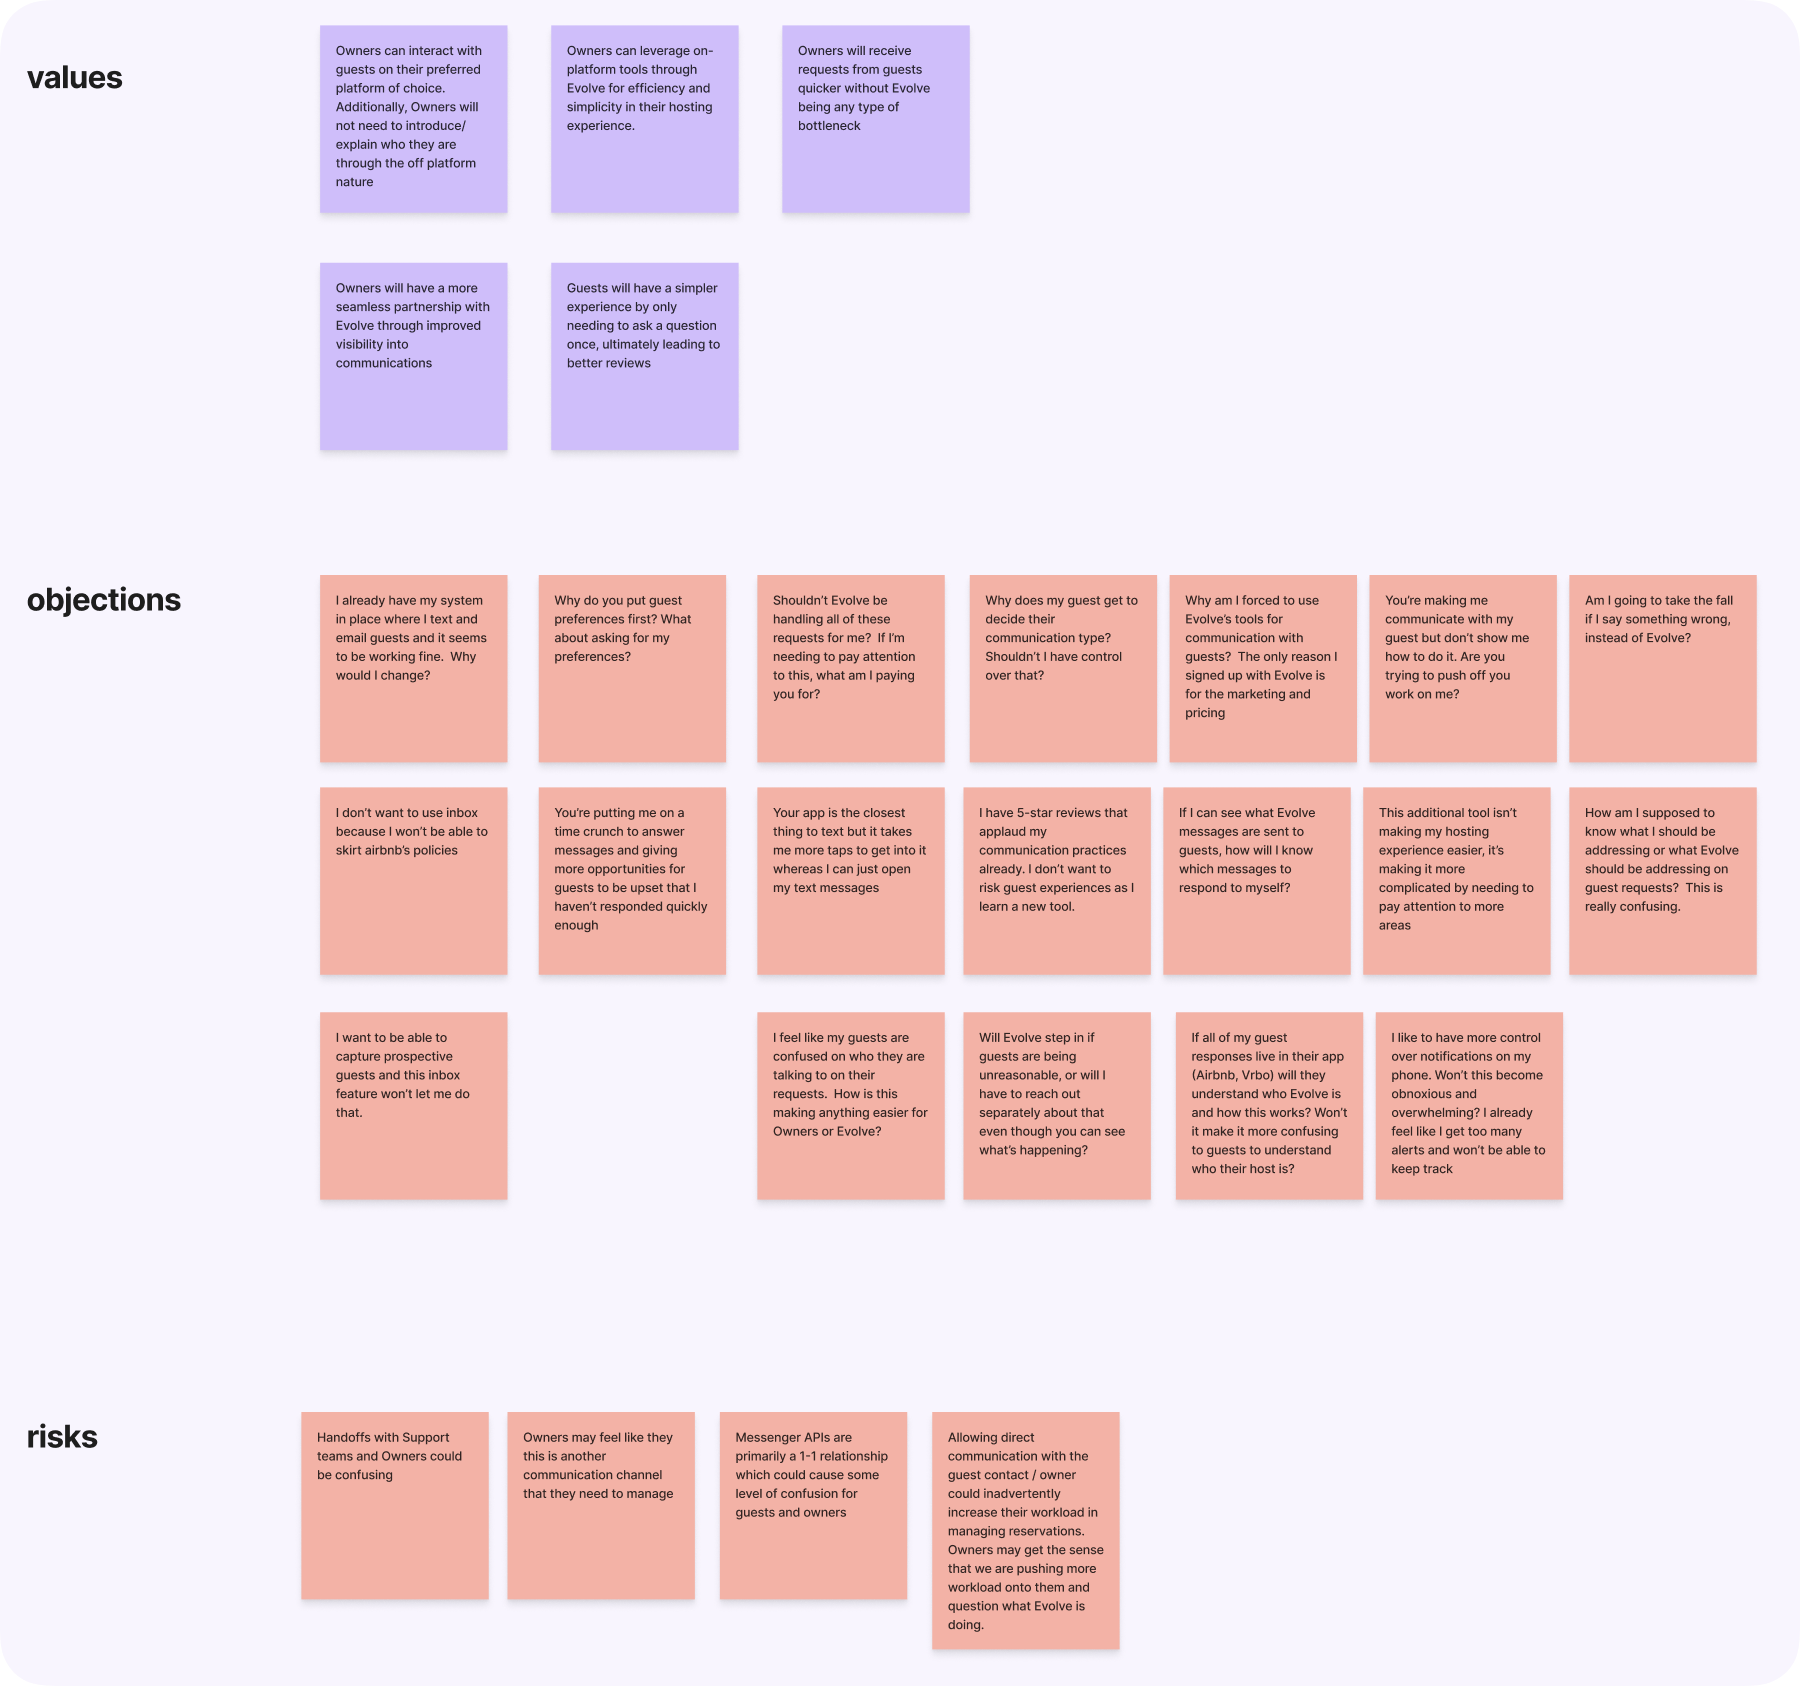 values
Owners can interact with
guests on their preferred
platform of choice.
Additionally, Owners will
not need to introduce/
explain who they are
through the off platform
nature
Owners can leverage on-
platform tools through
Evolve for efficiency and
simplicity in their hosting
experience.
Owners will receive
requests from guests
quicker without Evolve
being any type of
bottleneck
Owners will have a more
seamless partnership with
Evolve through improved
visibility into
communications
Guests will have a simpler
experience by only
needing to ask a question
once, ultimately leading to
better reviews
objections
I already have my system
in place where I text and
email guests and it seems
to be working fine.  Why
would I change?
Why do you put guest
preferences first? What
about asking for my
preferences?
Shouldn’t Evolve be
handling all of these
requests for me?  If I’m
needing to pay attention
to this, what am I paying
you for?
Why does my guest get to
decide their
communication type?
Shouldn’t I have control
over that?
Why am I forced to use
Evolve’s tools for
communication with
guests?  The only reason I
signed up with Evolve is
for the marketing and
pricing
You’re making me
communicate with my
guest but don’t show me
how to do it. Are you
trying to push off you
work on me?
Am I going to take the fall
if I say something wrong,
instead of Evolve?
I don’t want to use inbox
because I won’t be able to
skirt airbnb’s policies
You’re putting me on a
time crunch to answer
messages and giving
more opportunities for
guests to be upset that I
haven’t responded quickly
enough
Your app is the closest
thing to text but it takes
me more taps to get into it
whereas I can just open
my text messages
I have 5-star reviews that
applaud my
communication practices
already. I don’t want to
risk guest experiences as I
learn a new tool.
If I can see what Evolve
messages are sent to
guests, how will I know
which messages to
respond to myself?
This additional tool isn’t
making my hosting
experience easier, it’s
making it more
complicated by needing to
pay attention to more
areas
How am I supposed to
know what I should be
addressing or what Evolve
should be addressing on
guest requests?  This is
really confusing.
I want to be able to
capture prospective
guests and this inbox
feature won’t let me do
that.
I feel like my guests are
confused on who they are
talking to on their
requests.  How is this
making anything easier for
Owners or Evolve?
Will Evolve step in if
guests are being
unreasonable, or will I
have to reach out
separately about that
even though you can see
what’s happening?
If all of my guest
responses live in their app
(Airbnb, Vrbo) will they
understand who Evolve is
and how this works? Won’t
it make it more confusing
to guests to understand
who their host is?
I like to have more control
over notifications on my
phone. Won’t this become
obnoxious and
overwhelming? I already
feel like I get too many
alerts and won’t be able to
keep track
risks
Handoffs with Support
teams and Owners could
be confusing
Owners may feel like they
this is another
communication channel
that they need to manage
Messenger APIs are
primarily a 1-1 relationship
which could cause some
level of confusion for
guests and owners
Allowing direct
communication with the
guest contact / owner
could inadvertently
increase their workload in
managing reservations.
Owners may get the sense
that we are pushing more
workload onto them and
question what Evolve is
doing.